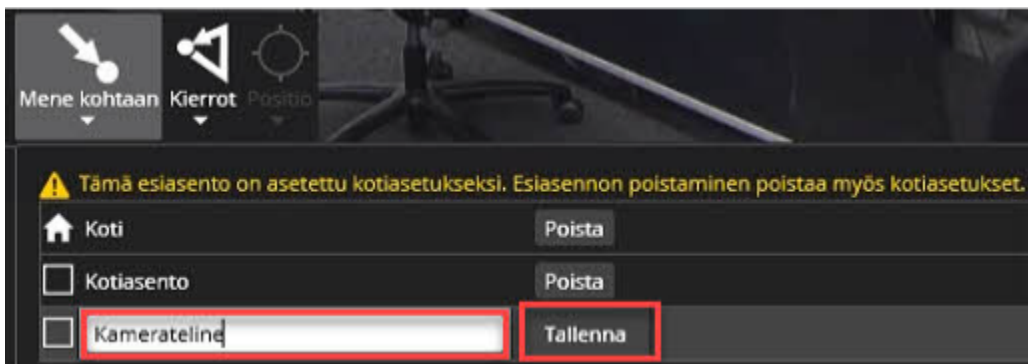 Mene kohtaan Kierrot Positio
Tämä esiasento on asetettu kotiasetukseksi. Esiasennon poistaminen poistaa myös kotiasetukset.
Koti Poista
Kotiasento Poista
Kamerateline Tallenna